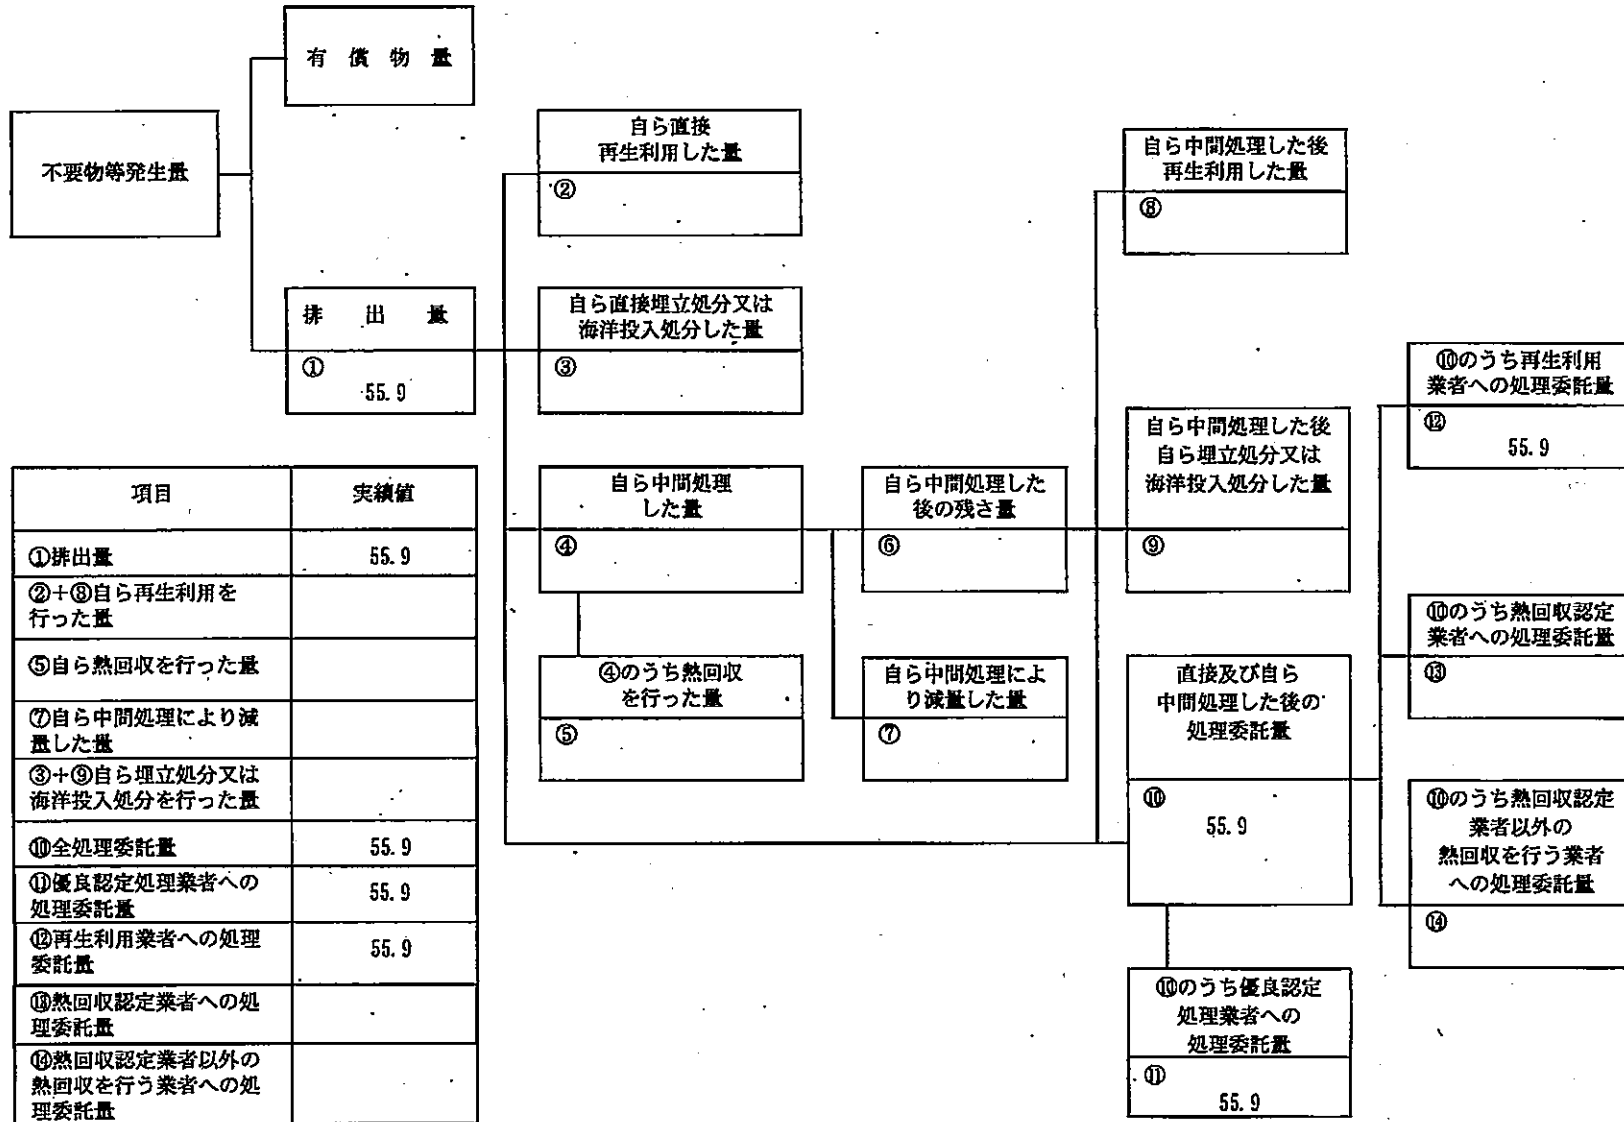 有償物量
不要物等発生量
排出量
①
55.9
自ら直接
再生利用した量
②
自ら直接埋立処分又は
海洋投入処分した量
③
自ら中間処理
した量
④
④のうち熱回収
を行った量
⑤
自ら中間処理した
後の残さ量
⑥
自ら中間処理によ
り減量した量
⑦
自ら中間処理した後
再生利用した量
⑧
自ら中間処理した後
自ら埋立処分又は
海洋投入処分した量
⑨
直接及び自ら
中間処理した後の
処理委託量
⑩
55.9
⑩のうち優良認定
処理業者への
処理委託量
⑪
55.9
⑩のうち再生利用
業者への処理委託量
⑫
55.9
⑩のうち熱回収認定
業者への処理委託量
⑬
⑩のうち熱回収認定
業者以外の
熱回収を行う業者
への処理委託量
⑭
項目 実績値
①排出量 55.9
②+⑧自ら再生利用を
行った量
⑤自ら熱回収を行った量
⑦自ら中間処理により減
量した量
③+⑨自ら埋立処分又は
海洋投入処分を行った量
⑩全処理委託量 55.9
⑪優良認定処理業者への
処理委託量 55.9
⑫再生利用業者への処理
委託量 55.9
⑬熱回収認定業者への処
理委託量
⑭熱回収認定業者以外の
熱回収を行う業者への処
理委託量